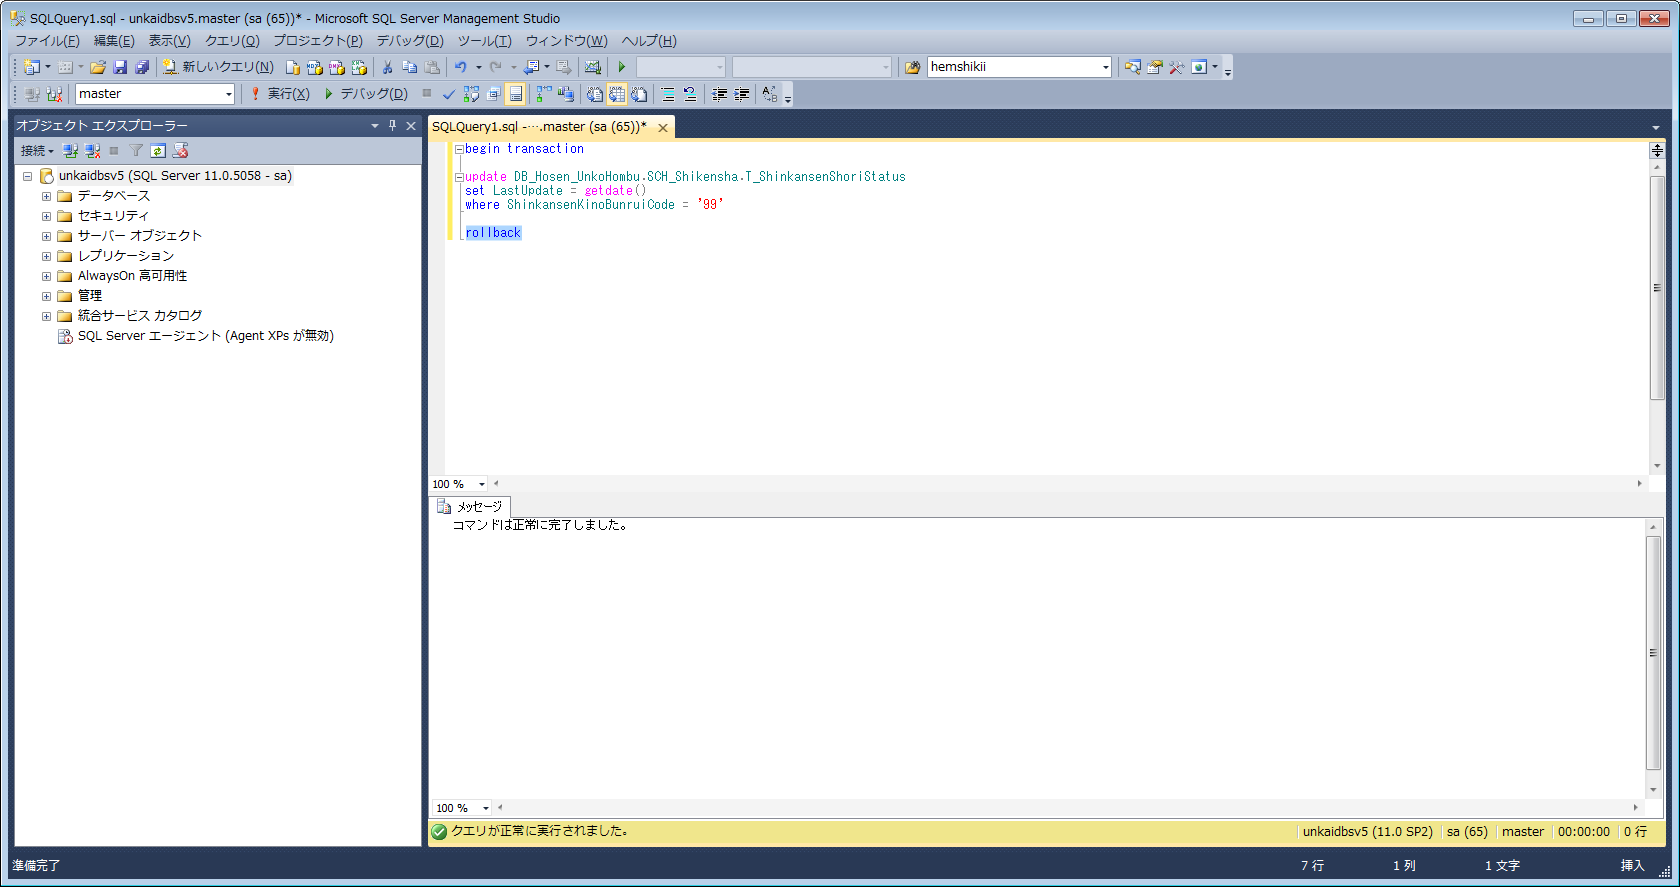 SQLQuery1.sql - unkaidbsv5.master (sa (65))* - Microsoft SQL Server Management Studio
ファイル(F) 編集(E) 表示(V) クエリ(Q) プロジェクト(P) デバッグ(D) ツール(T) ウィンドウ(W) ヘルプ(H)
新しいクエリ(N) hemshikii
master 実行(X) デバッグ(D)
オブジェクト エクスプローラー
接続
unkaidbsv5 (SQL Server 11.0.5058 - sa)
データベース
セキュリティ
サーバー オブジェクト
レプリケーション
AlwaysOn 高可用性
管理
統合サービス カタログ
SQL Server エージェント (Agent XPs が無効)
SQLQuery1.sql -….master (sa (65))*
begin transaction
update DB_Hosen_UnkoHombu.SCH_Shikensha.T_ShinkansenShoriStatus
set LastUpdate = getdate()
where ShinkansenKinoBunruiCode = '99'
rollback
100 %
メッセージ
コマンドは正常に完了しました。
100 %
クエリが正常に実行されました。 unkaidbsv5 (11.0 SP2) sa (65) master 00:00:00 0 行
準備完了 7 行 1 列 1 文字 挿入